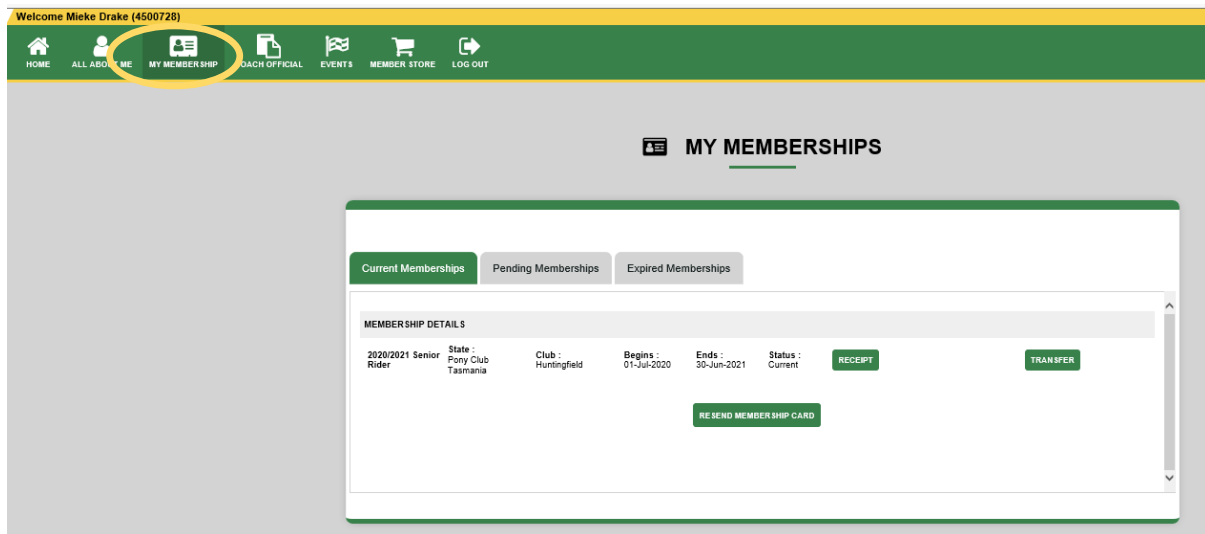 Welcome Mieke Drake (4500728)
HOME ALL ABOUT ME MY MEMBERSHIP COACH OFFICIAL EVENTS MEMBER STORE LOG OUT
MY MEMBERSHIPS
Current Memberships Pending Memberships Expired Memberships
MEMBERSHIP DETAILS
2020/2021 Senior Rider
State :
Pony Club
Tasmania
Club :
Huntingfield
Begins :
01-Jul-2020
Ends :
30-Jun-2021
Status :
Current
RECEIPT
TRANSFER
RESEND MEMBERSHIP CARD